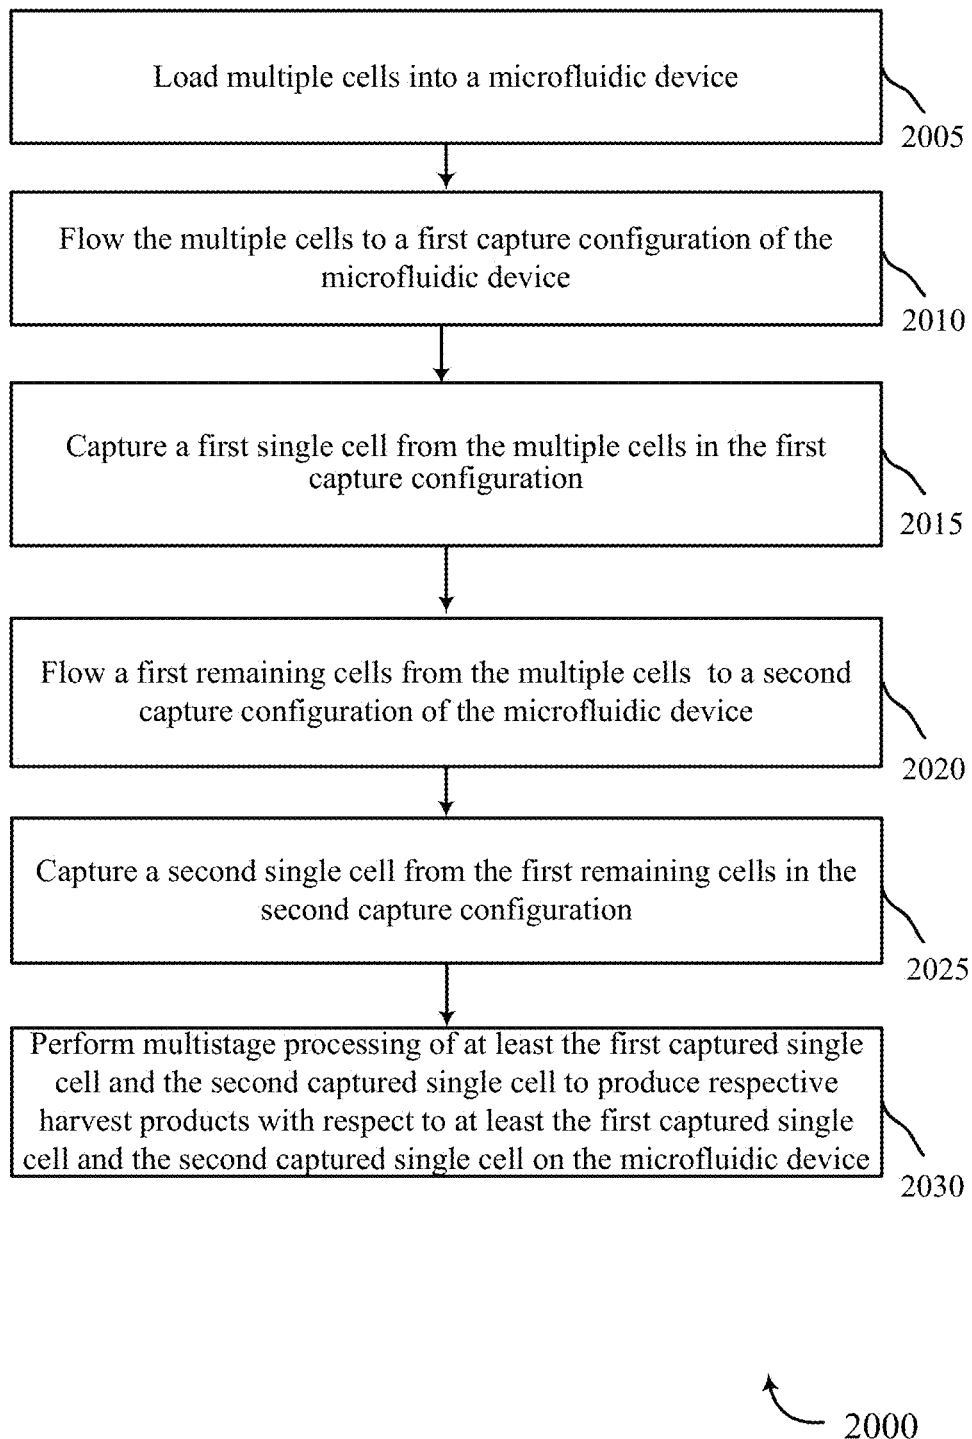 Load multiple cells into a microfluidic device
2005
Flow the multiple cells to a first capture configuration of the
microfluidic device
2010
Capture a first single cell from the multiple cells in the first
capture configuration
2015
Flow a first remaining cells from the multiple cells to a second
capture configuration of the microfluidic device
2020
Capture a second single cell from the first remaining cells in the
second capture configuration
2025
Perform multistage processing of at least the first captured single
cell and the second captured single cell to produce respective
harvest products with respect to at least the first captured single
cell and the second captured single cell on the microfluidic device
2030
2000